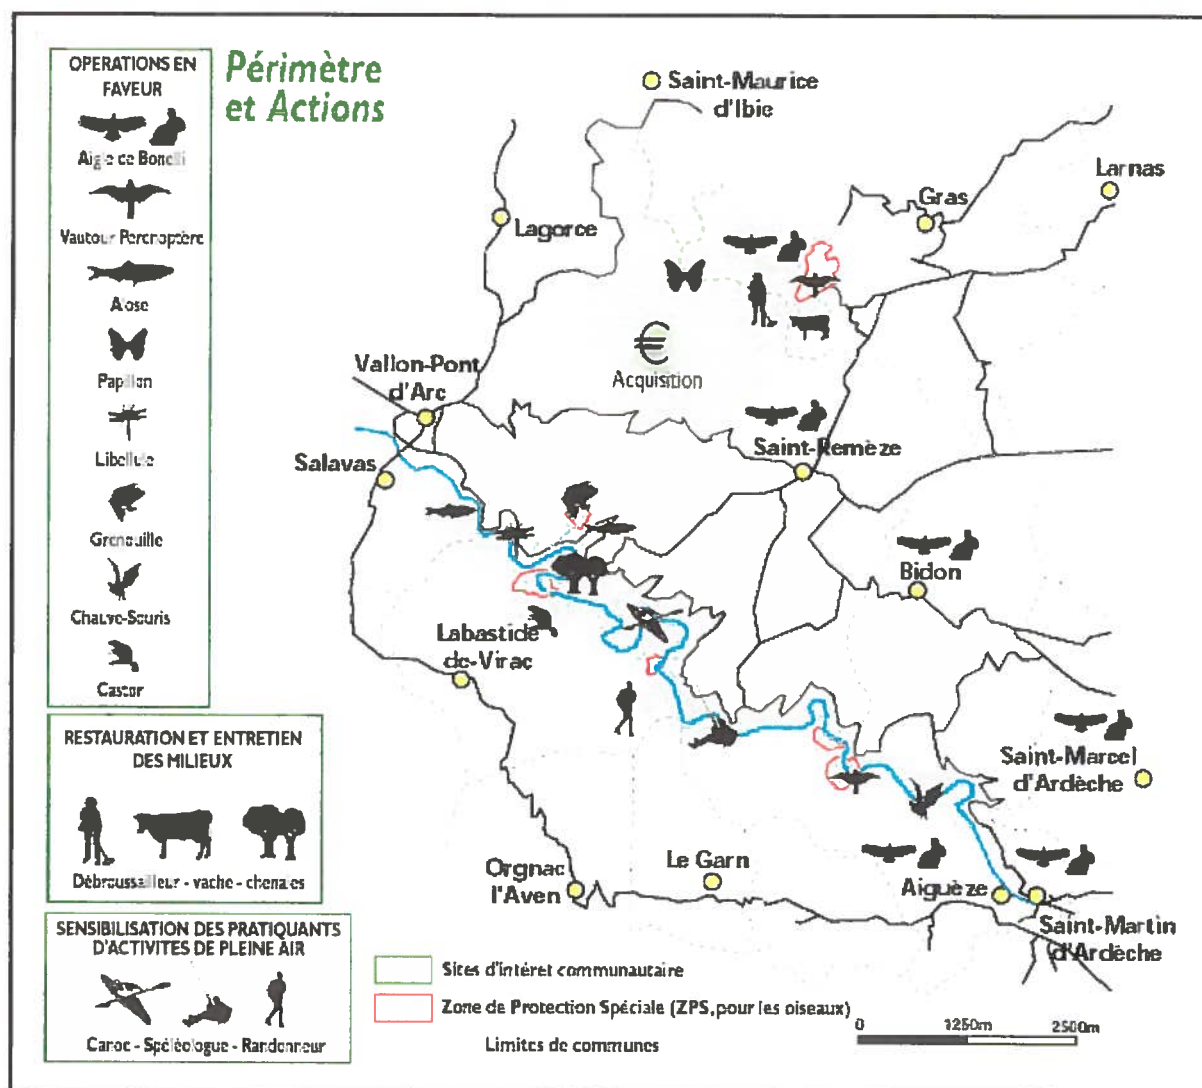 Périmètre
et Actions
OPERATIONS EN
FAVEUR
Aigle de Bonelli
Vautour Percnoptère
Alose
Papillon
Libellule
Grenouille
Chauve-Souris
Castor
RESTAURATION ET ENTRETIEN
DES MILIEUX
Débroussailleur - vache - chenaies
SENSIBILISATION DES PRATIQUANTS
D'ACTIVITES DE PLEINE AIR
Canoe - Spéléologue - Randonneur
Saint-Maurice
d'Ibie
Larnas
Gras
Lagorce
€
Acquisition
Vallon-Pont
d'Arc
Saint-Remèze
Salavas
Bidon
Labastide
de-Virac
Saint-Marcel
d'Ardèche
Orgnac
l'Aven
Le Garn
Aiguèze
Saint-Martin
d'Ardèche
Sites d'intéret communautaire
Zone de Protection Spéciale (ZPS, pour les oiseaux)
Limites de communes
0 1250m 2500m